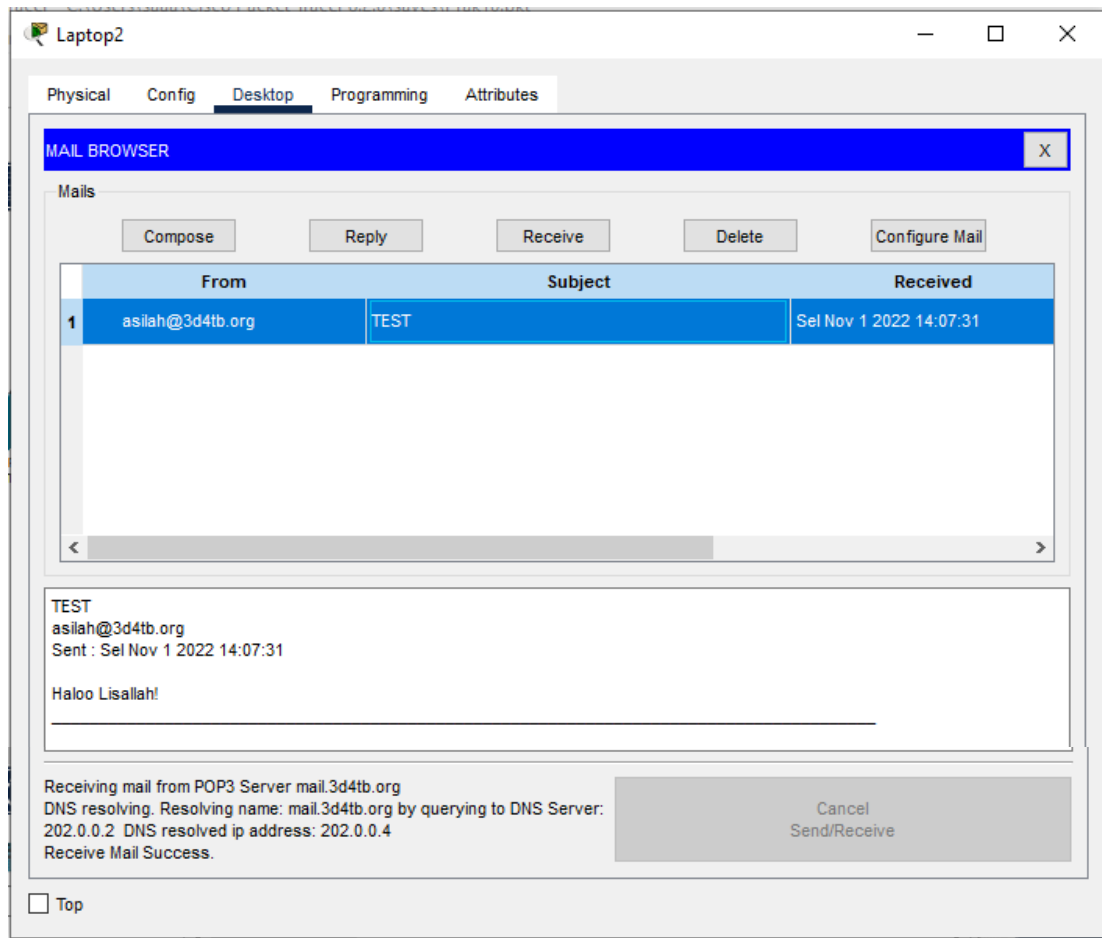 Laptop2
Physical Config Desktop Programming Attributes
MAIL BROWSER X
Mails
Compose Reply Receive Delete Configure Mail
From Subject Received
1 asilah@3d4tb.org TEST Sel Nov 1 2022 14:07:31
TEST
asilah@3d4tb.org
Sent : Sel Nov 1 2022 14:07:31
Haloo Lisallah!
Receiving mail from POP3 Server mail.3d4tb.org
DNS resolving. Resolving name: mail.3d4tb.org by querying to DNS Server:
202.0.0.2 DNS resolved ip address: 202.0.0.4
Receive Mail Success.
Cancel
Send/Receive
Top